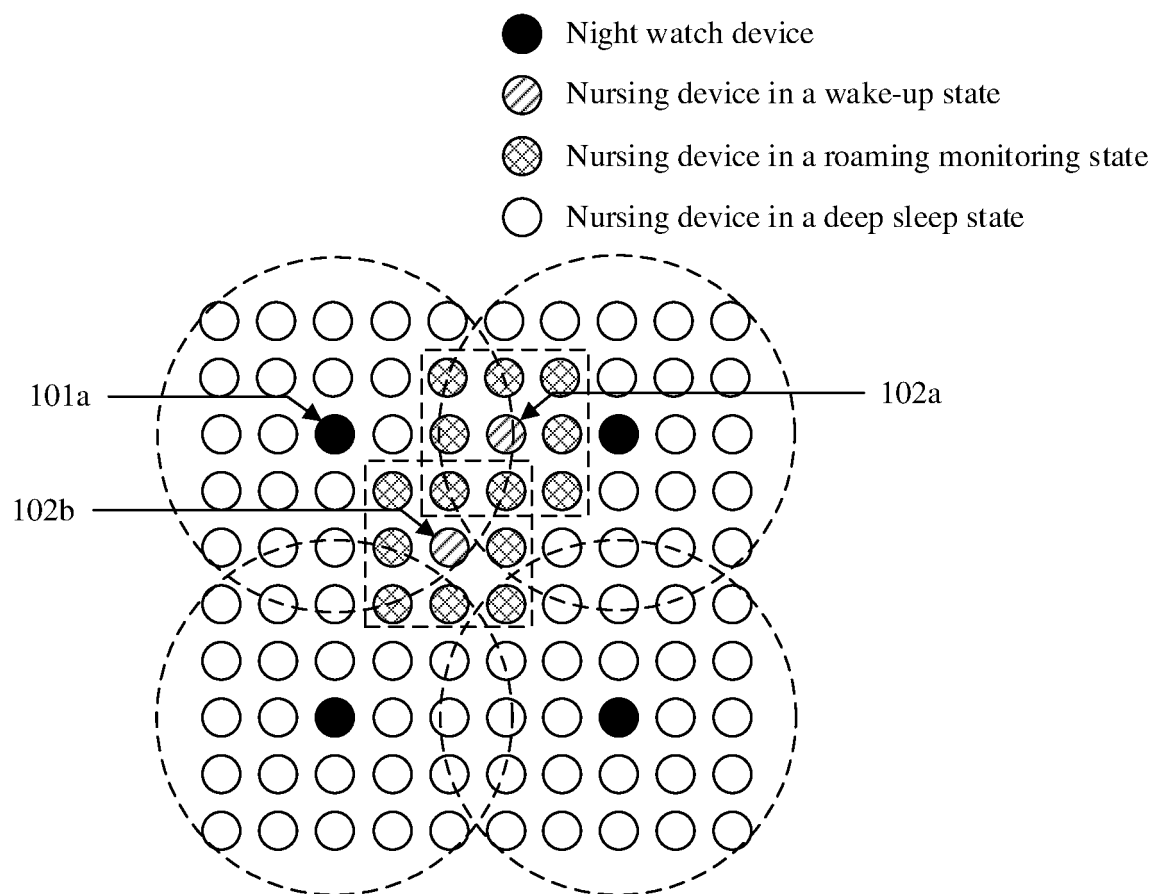 Night watch device
Nursing device in a wake-up state
Nursing device in a roaming monitoring state
Nursing device in a deep sleep state
101a
102a
102b